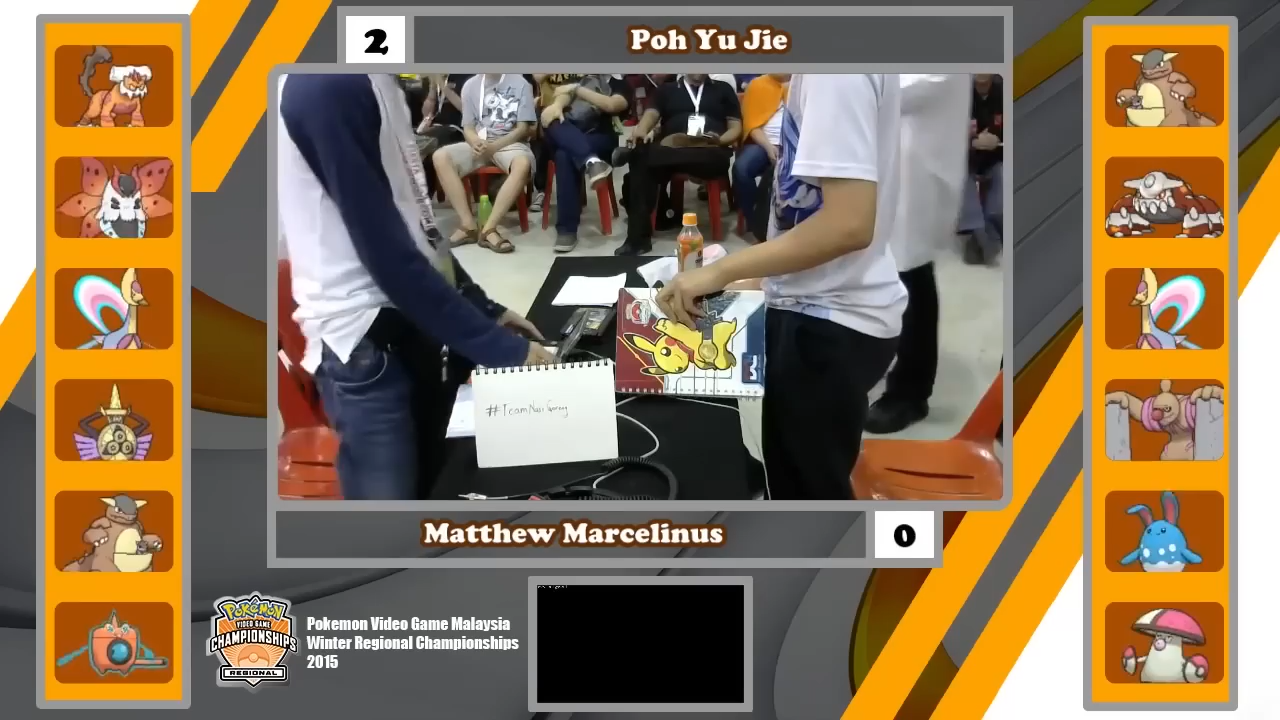 2
Poh Yu Jie
Matthew Marcelinus
0
Pokémon
VIDEO GAME
CHAMPIONSHIPS
REGIONAL
Pokemon Video Game Malaysia
Winter Regional Championships
2015